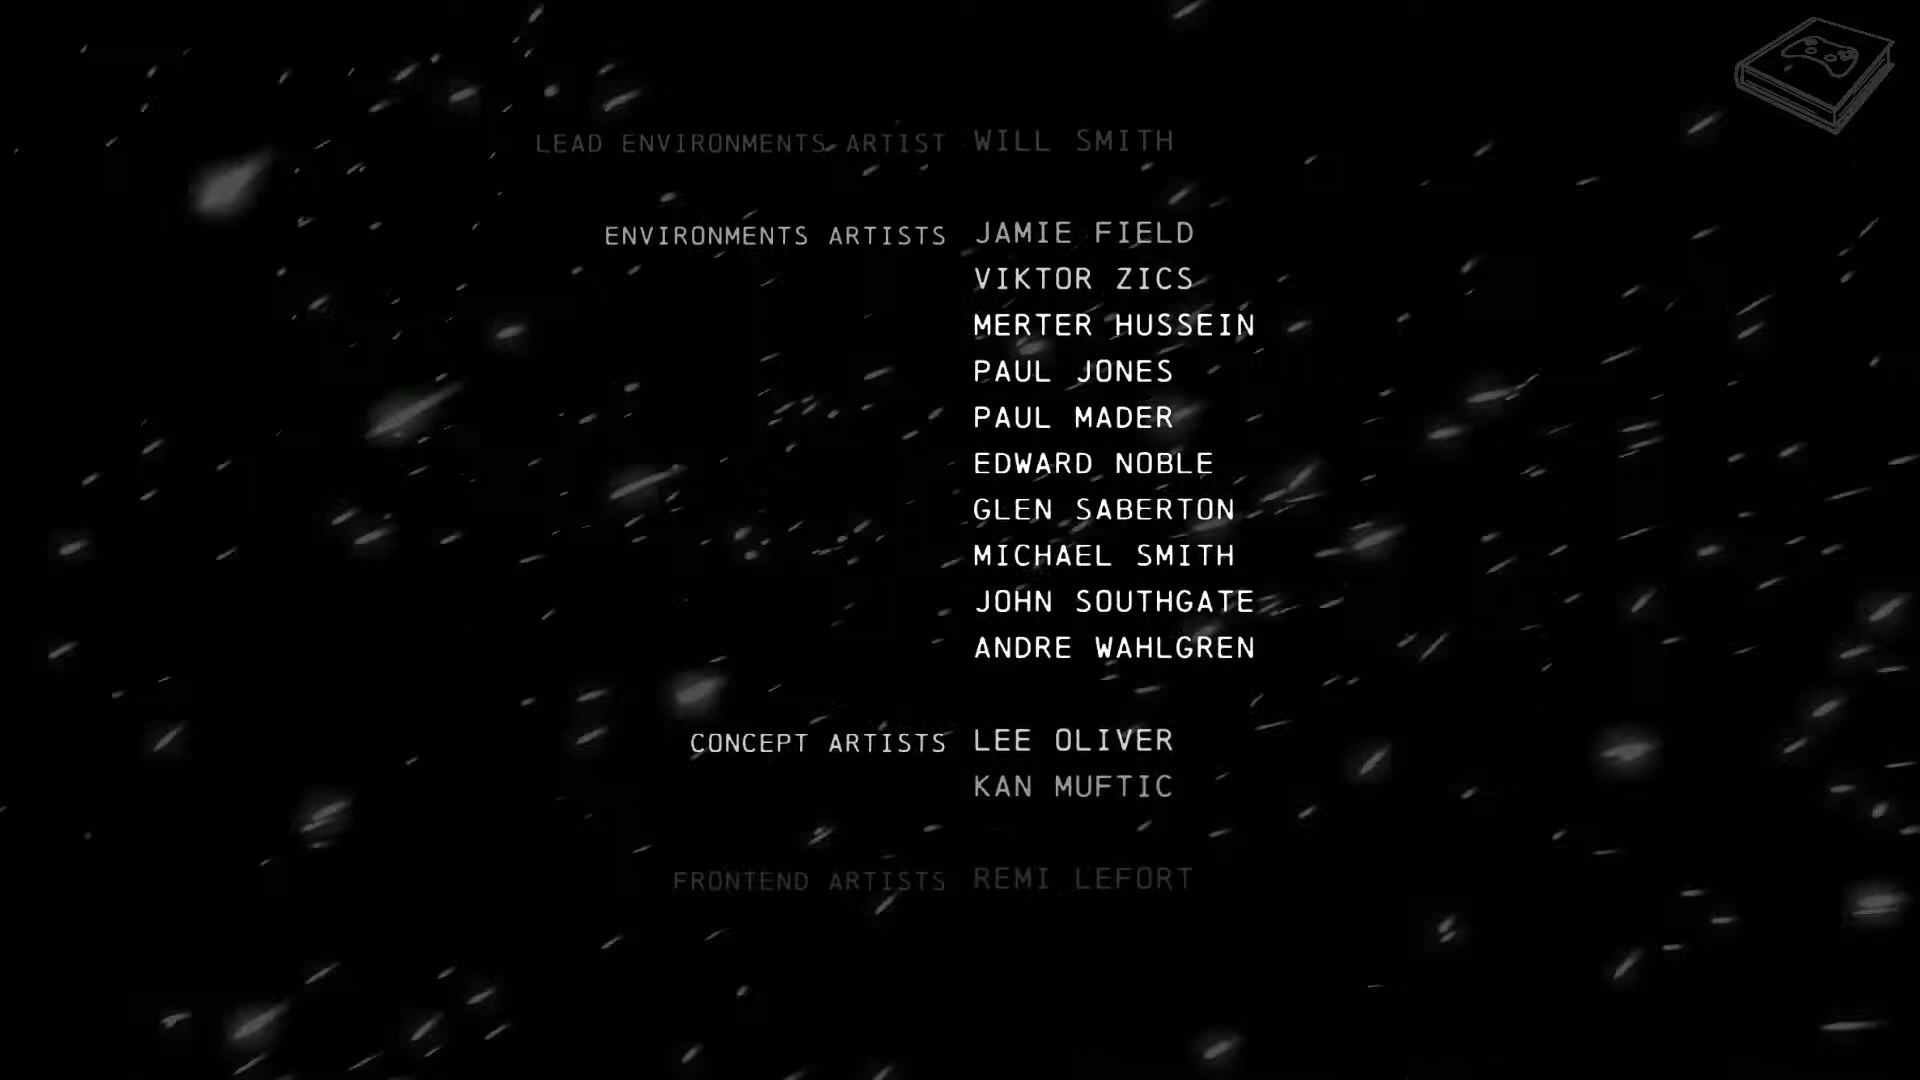 LEAD ENVIRONMENTS ARTIST WILL SMITH
ENVIRONMENTS ARTISTS JAMIE FIELD
VIKTOR ZICS
MERTER HUSSEIN
PAUL JONES
PAUL MADER
EDWARD NOBLE
GLEN SABERTON
MICHAEL SMITH
JOHN SOUTHGATE
ANDRE WAHLGREN
CONCEPT ARTISTS LEE OLIVER
KAN MUFTIC
FRONTEND ARTISTS REMI LEFORT